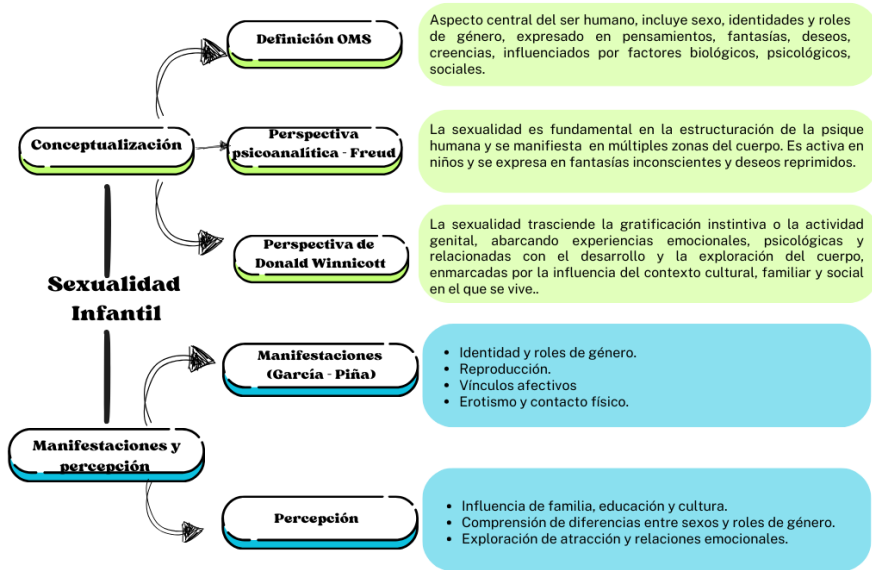 Definición OMS
Aspecto central del ser humano, incluye sexo, identidades y roles
de género, expresado en pensamientos, fantasías, deseos,
creencias, influenciados por factores biológicos, psicológicos,
sociales.
Conceptualización
Perspectiva
psicoanalítica - Freud
La sexualidad es fundamental en la estructuración de la psique
humana y se manifiesta en múltiples zonas del cuerpo. Es activa en
niños y se expresa en fantasías inconscientes y deseos reprimidos.
Perspectiva de
Donald Winnicott
La sexualidad trasciende la gratificación instintiva o la actividad
genital, abarcando experiencias emocionales, psicológicas y
relacionadas con el desarrollo y la exploración del cuerpo,
enmarcadas por la influencia del contexto cultural, familiar y social
en el que se vive..
Sexualidad
Infantil
Manifestaciones
(García - Piña)
• Identidad y roles de género.
• Reproducción.
• Vínculos afectivos
• Erotismo y contacto físico.
Manifestaciones y
percepción
Percepción
• Influencia de familia, educación y cultura.
• Comprensión de diferencias entre sexos y roles de género.
• Exploración de atracción y relaciones emocionales.